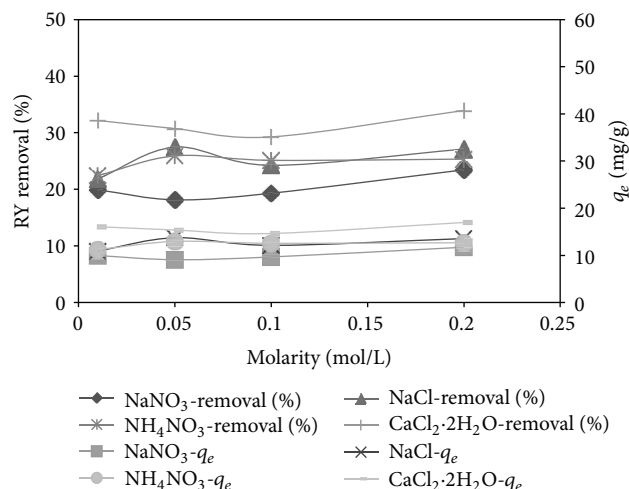 50
40
30
20
10
0
RY removal (%)
60
50
40
30
20
10
0
qₑ (mg/g)
0 0.05 0.1 0.15 0.2 0.25
Molarity (mol/L)
NaNO₃-removal (%)
NH₄NO₃-removal (%)
NaNO₃-qₑ
NH₄NO₃-qₑ
NaCl-removal (%)
CaCl₂·2H₂O-removal (%)
NaCl-qₑ
CaCl₂·2H₂O-qₑ